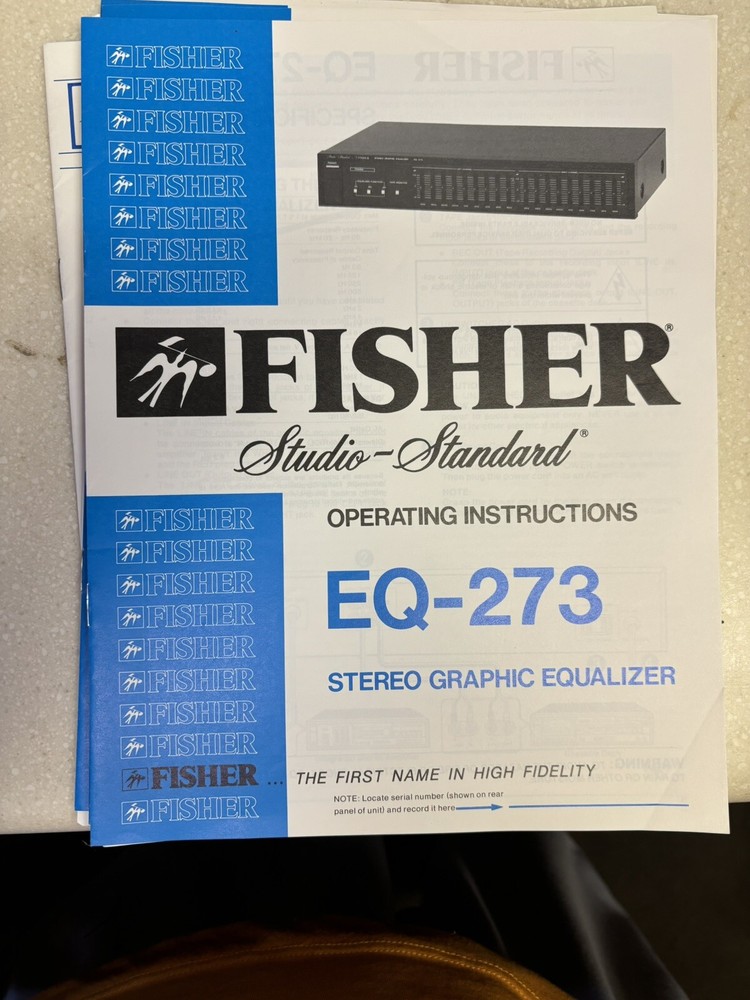 FISHER
FISHER
FISHER
FISHER
FISHER
FISHER
FISHER
FISHER
FISHER®
Studio-Standard®
OPERATING INSTRUCTIONS
EQ-273
STEREO GRAPHIC EQUALIZER
FISHER
FISHER
FISHER
FISHER
FISHER
FISHER
FISHER
FISHER
FISHER ... THE FIRST NAME IN HIGH FIDELITY
FISHER
NOTE: Locate serial number (shown on rear
panel of unit) and record it here